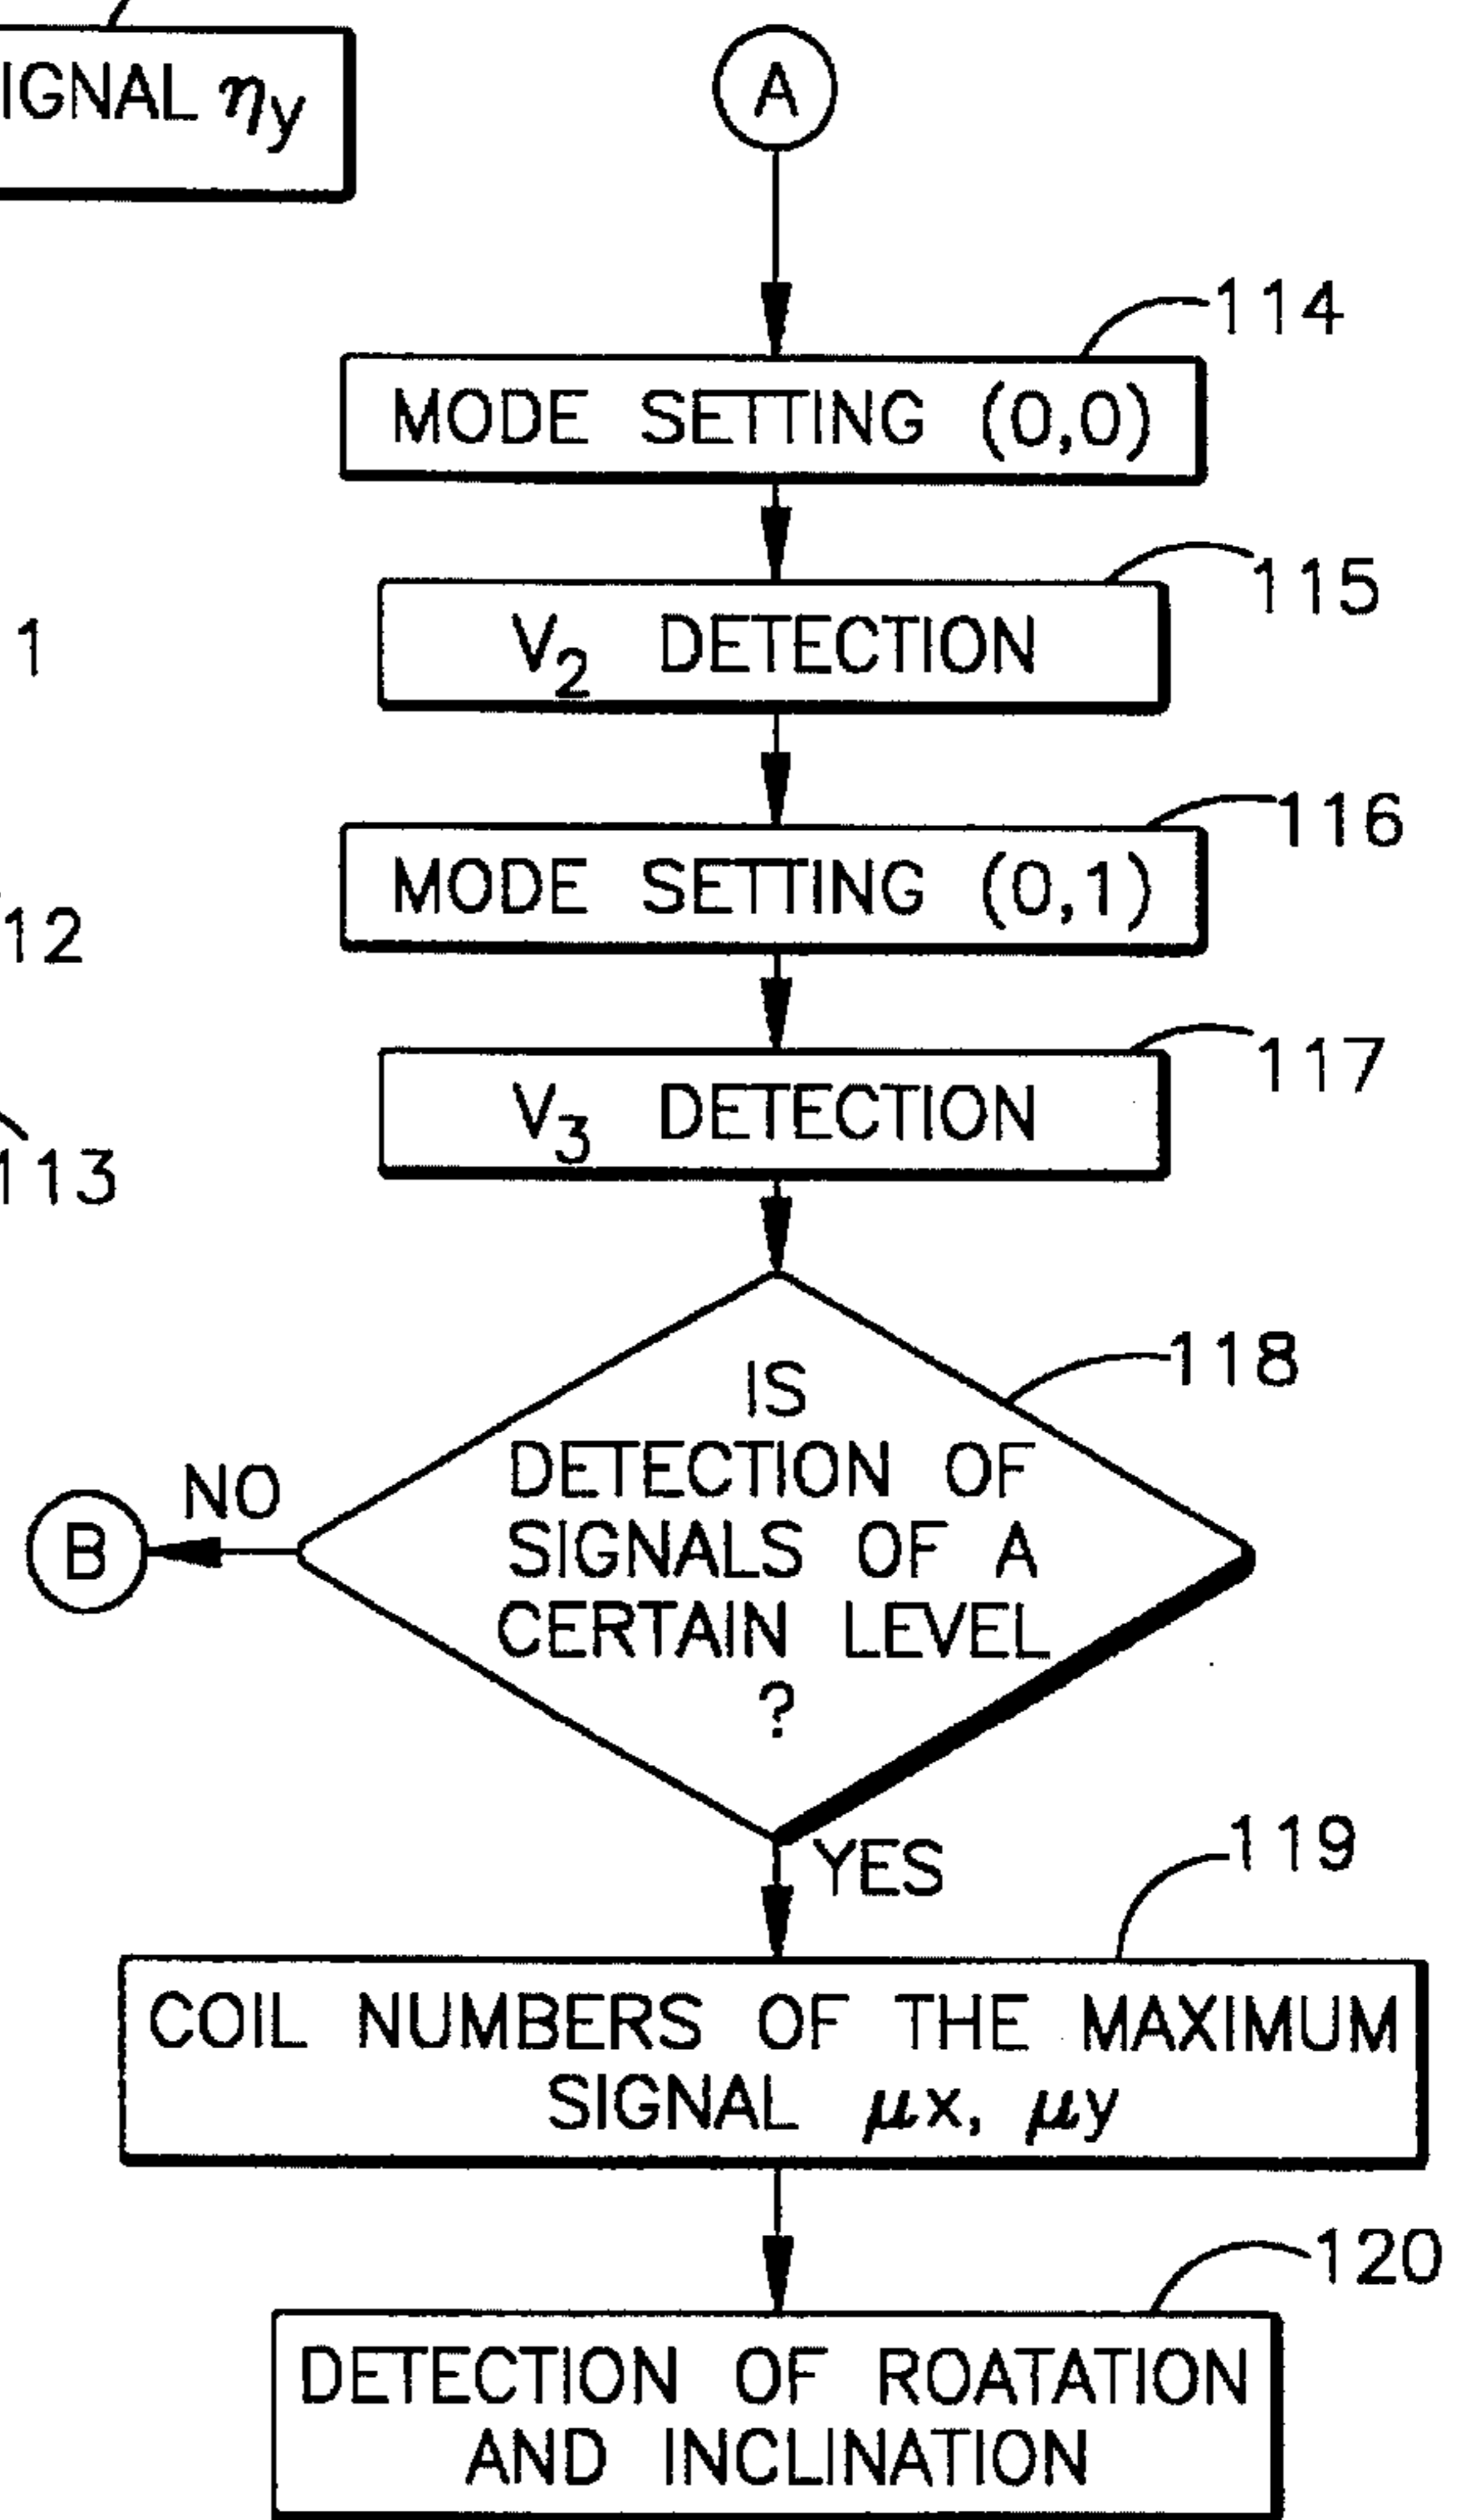 IGNAL ηy
A
114
MODE SETTING (0,0)
115
V2 DETECTION
1
116
MODE SETTING (0,1)
12
117
V3 DETECTION
113
118
IS
DETECTION OF
SIGNALS OF A
CERTAIN LEVEL
?
NO
B
YES
119
COIL NUMBERS OF THE MAXIMUM
SIGNAL μx, μy
120
DETECTION OF ROATATION
AND INCLINATION